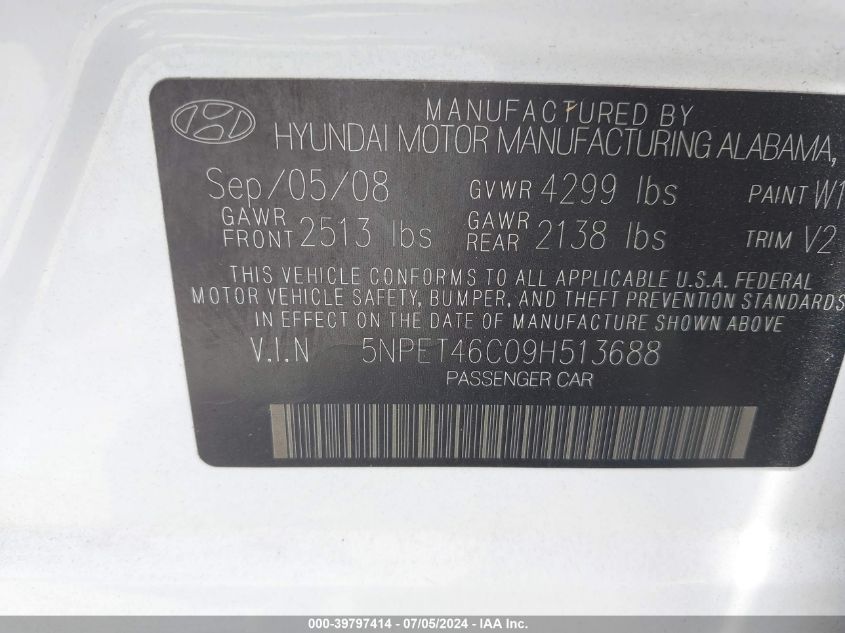 MANUFACTURED BY
HYUNDAI MOTOR MANUFACTURING ALABAMA,
Sep/05/08 GVWR 4299 lbs PAINT W1
GAWR FRONT 2513 lbs GAWR REAR 2138 lbs TRIM V2
THIS VEHICLE CONFORMS TO ALL APPLICABLE U.S.A. FEDERAL
MOTOR VEHICLE SAFETY, BUMPER, AND THEFT PREVENTION STANDARDS
IN EFFECT ON THE DATE OF MANUFACTURE SHOWN ABOVE
V.I.N 5NPET46C09H513688
PASSENGER CAR
000-39797414 - 07/05/2024 - IAA Inc.